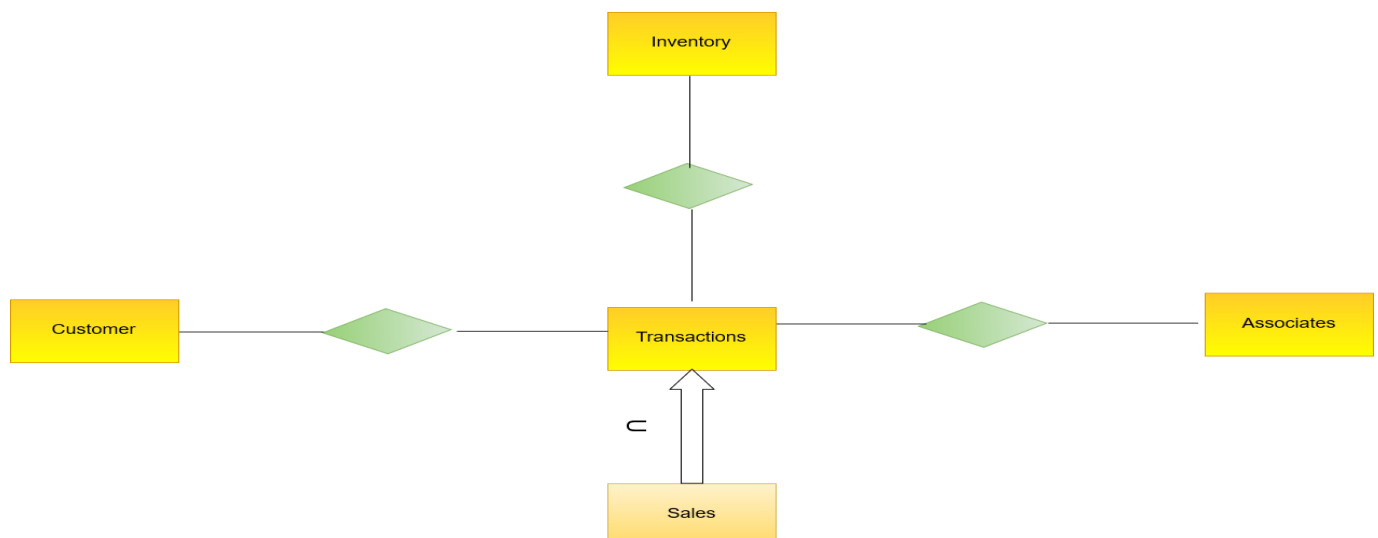 Inventory
Customer
Transactions
Associates
⊂
Sales